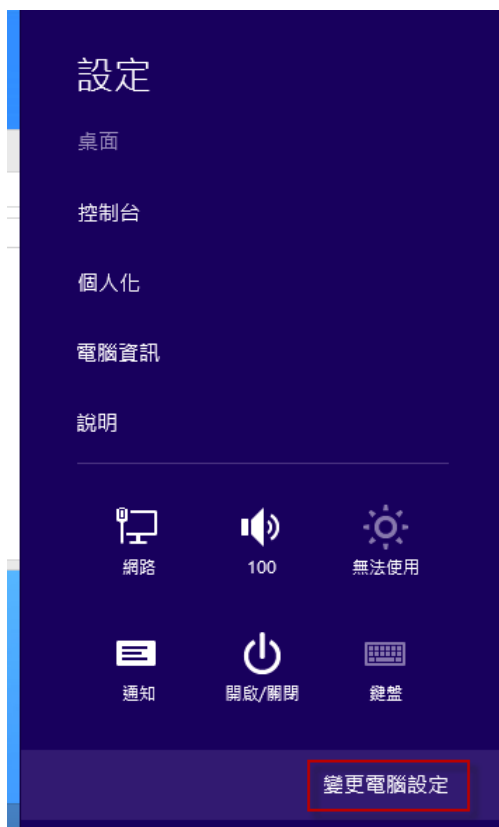 設定
桌面
控制台
個人化
電腦資訊
說明
網路
100
無法使用
通知
開啟/關閉
鍵盤
變更電腦設定